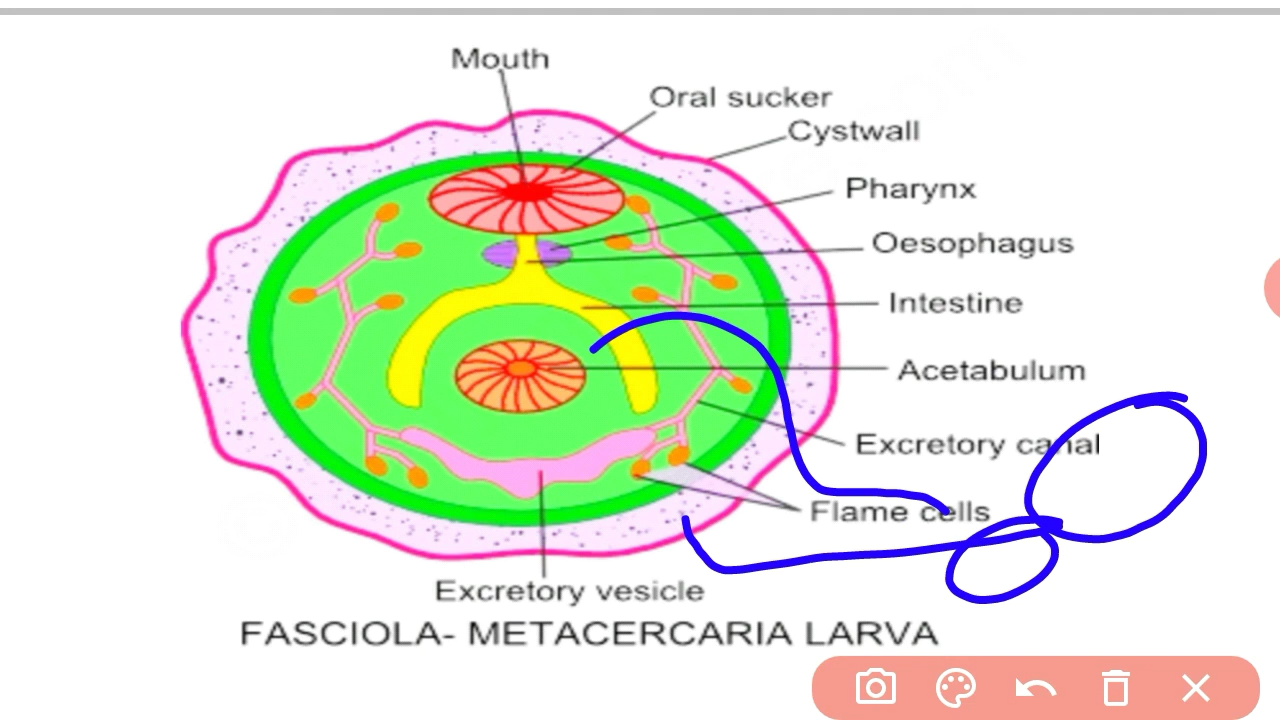 Mouth
Oral sucker
Cystwall
Pharynx
Oesophagus
Intestine
Acetabulum
Excretory canal
Flame cells
Excretory vesicle
FASCIOLA- METACERCARIA LARVA